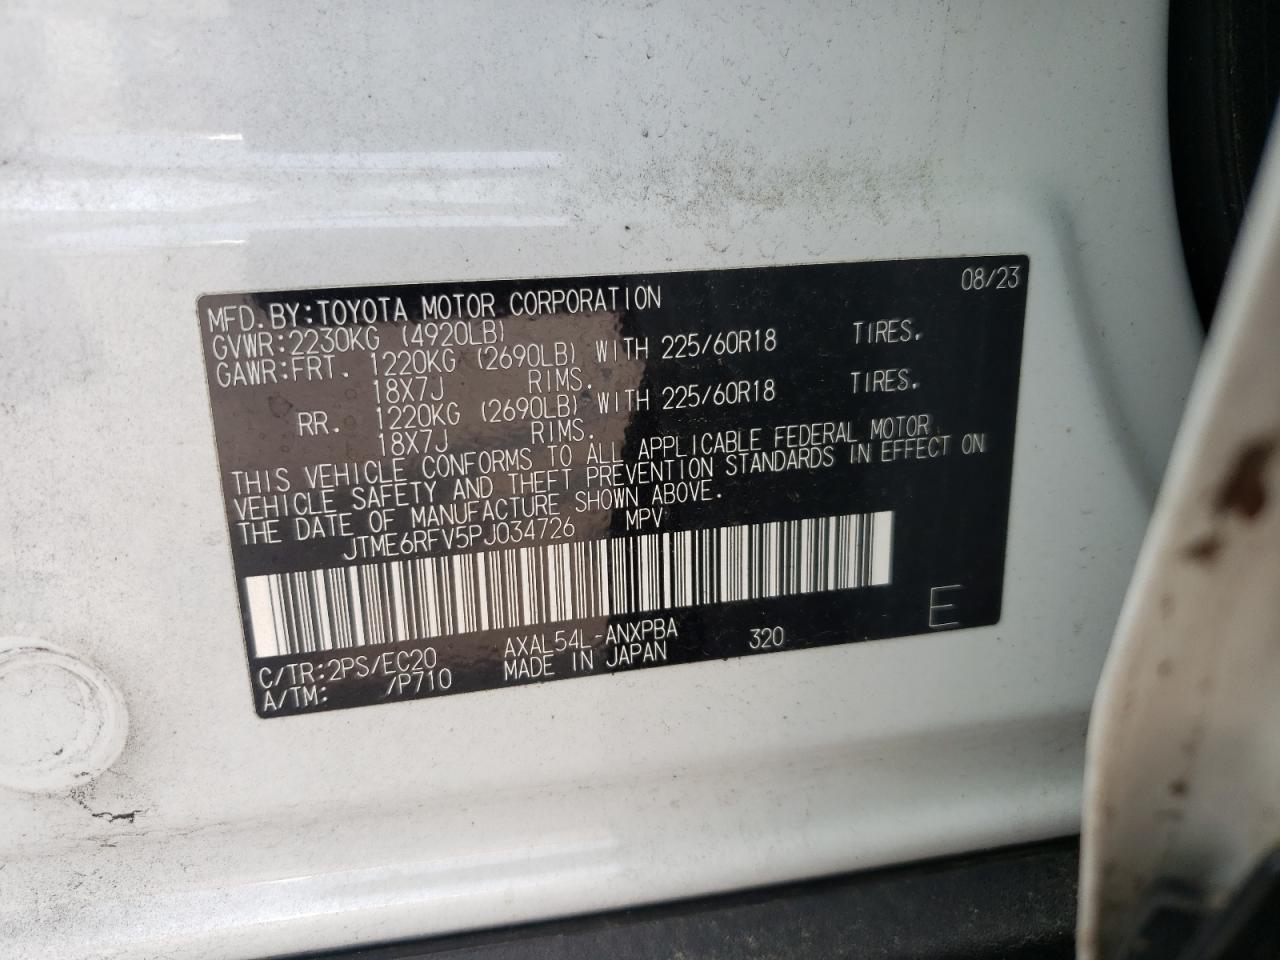 08/23
MFD.BY:TOYOTA MOTOR CORPORATION
GVWR:2230KG (4920LB)
GAWR:FRT. 1220KG (2690LB) WITH 225/60R18 TIRES.
18X7J RIMS.
RR. 1220KG (2690LB) WITH 225/60R18 TIRES.
18X7J RIMS.
THIS VEHICLE CONFORMS TO ALL APPLICABLE FEDERAL MOTOR
VEHICLE SAFETY AND THEFT PREVENTION STANDARDS IN EFFECT ON
THE DATE OF MANUFACTURE SHOWN ABOVE.
JTME6RFV5PJ034726 MPV
C/TR:2PS/EC20 AXAL54L-ANXPBA 320 E
A/TM: /P710 MADE IN JAPAN